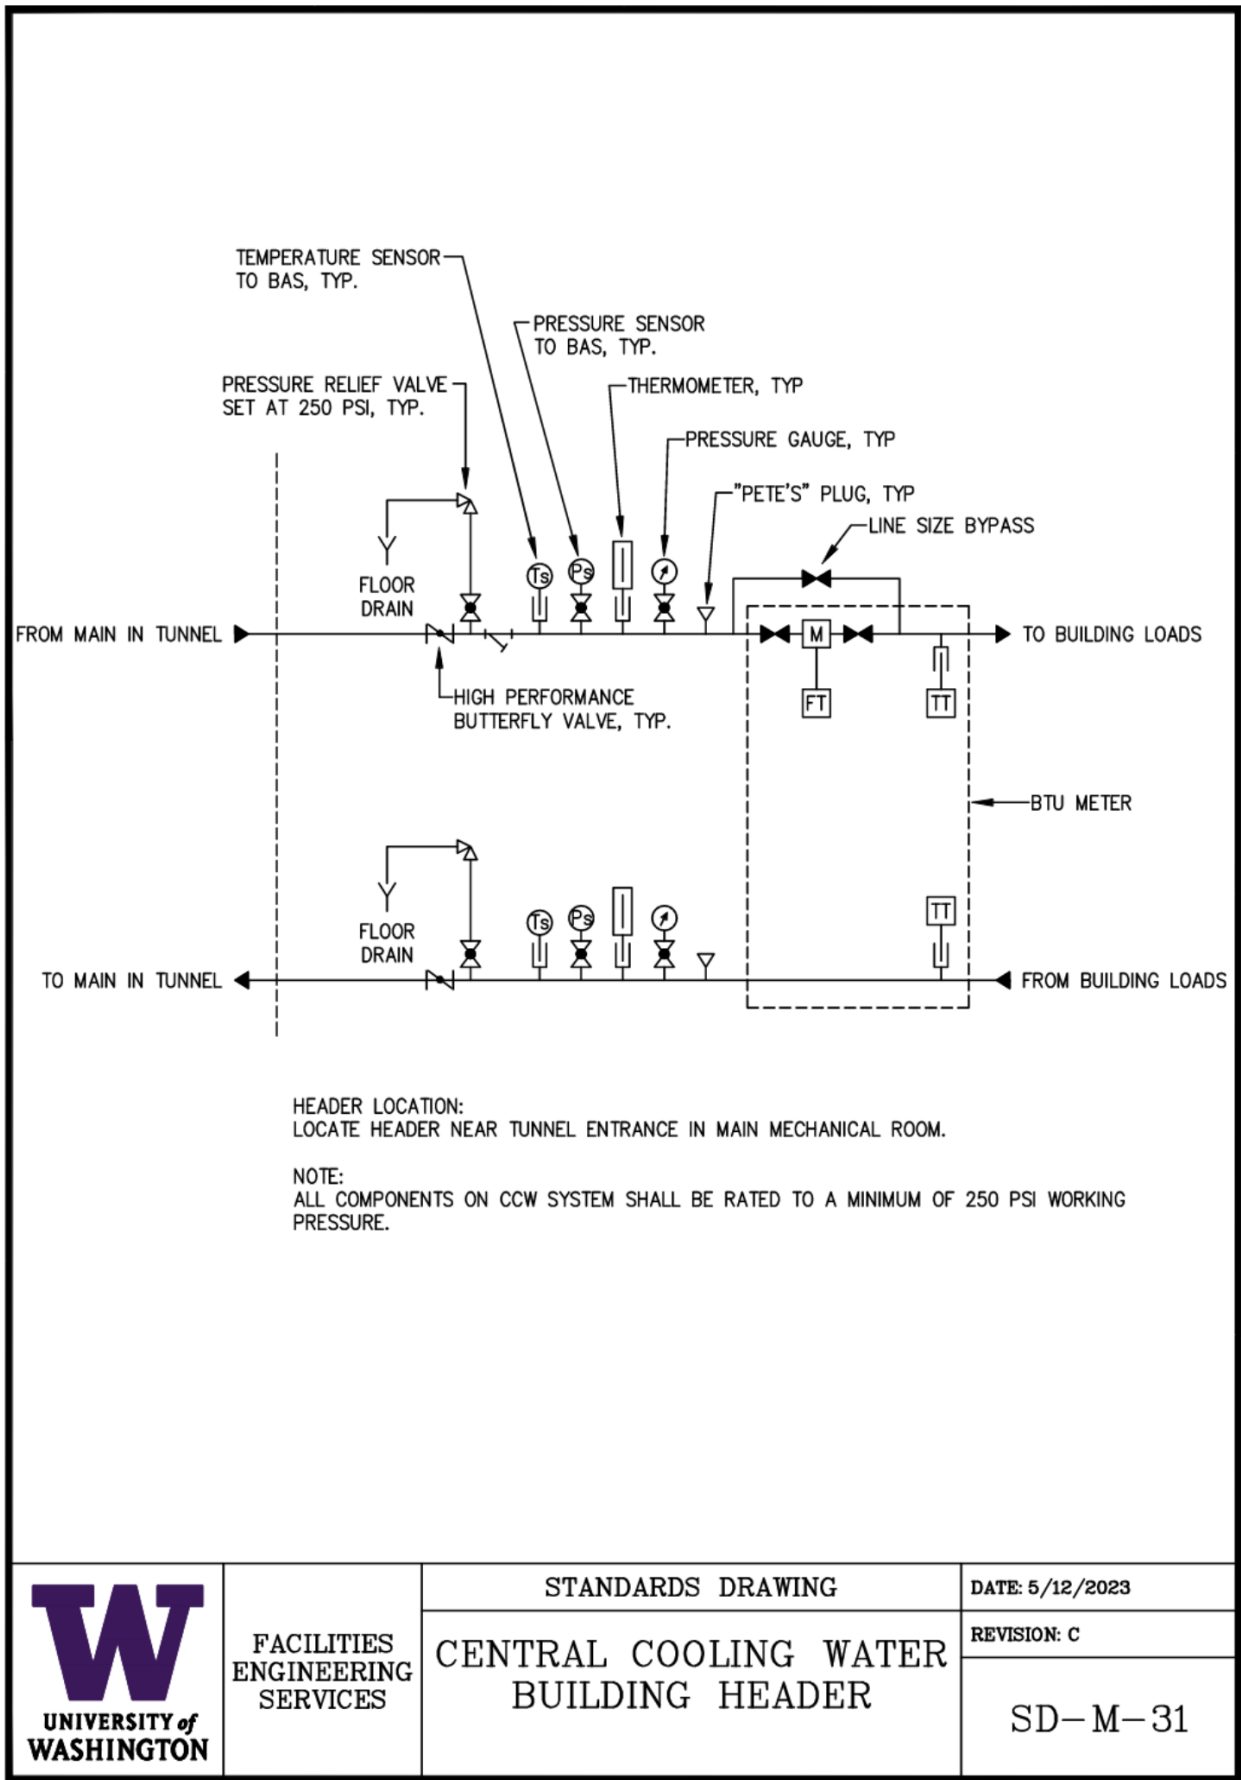 TEMPERATURE SENSOR
TO BAS, TYP.
PRESSURE SENSOR
TO BAS, TYP.
PRESSURE RELIEF VALVE
SET AT 250 PSI, TYP.
THERMOMETER, TYP
PRESSURE GAUGE, TYP
"PETE'S" PLUG, TYP
LINE SIZE BYPASS
Ts
Ps
FLOOR
DRAIN
FROM MAIN IN TUNNEL
M
TO BUILDING LOADS
HIGH PERFORMANCE
BUTTERFLY VALVE, TYP.
FT
TT
BTU METER
Ts
Ps
TT
FLOOR
DRAIN
TO MAIN IN TUNNEL
FROM BUILDING LOADS
HEADER LOCATION:
LOCATE HEADER NEAR TUNNEL ENTRANCE IN MAIN MECHANICAL ROOM.
NOTE:
ALL COMPONENTS ON CCW SYSTEM SHALL BE RATED TO A MINIMUM OF 250 PSI WORKING
PRESSURE.
W
UNIVERSITY of
WASHINGTON
FACILITIES
ENGINEERING
SERVICES
STANDARDS DRAWING
CENTRAL COOLING WATER
BUILDING HEADER
DATE: 5/12/2023
REVISION: C
SD-M-31